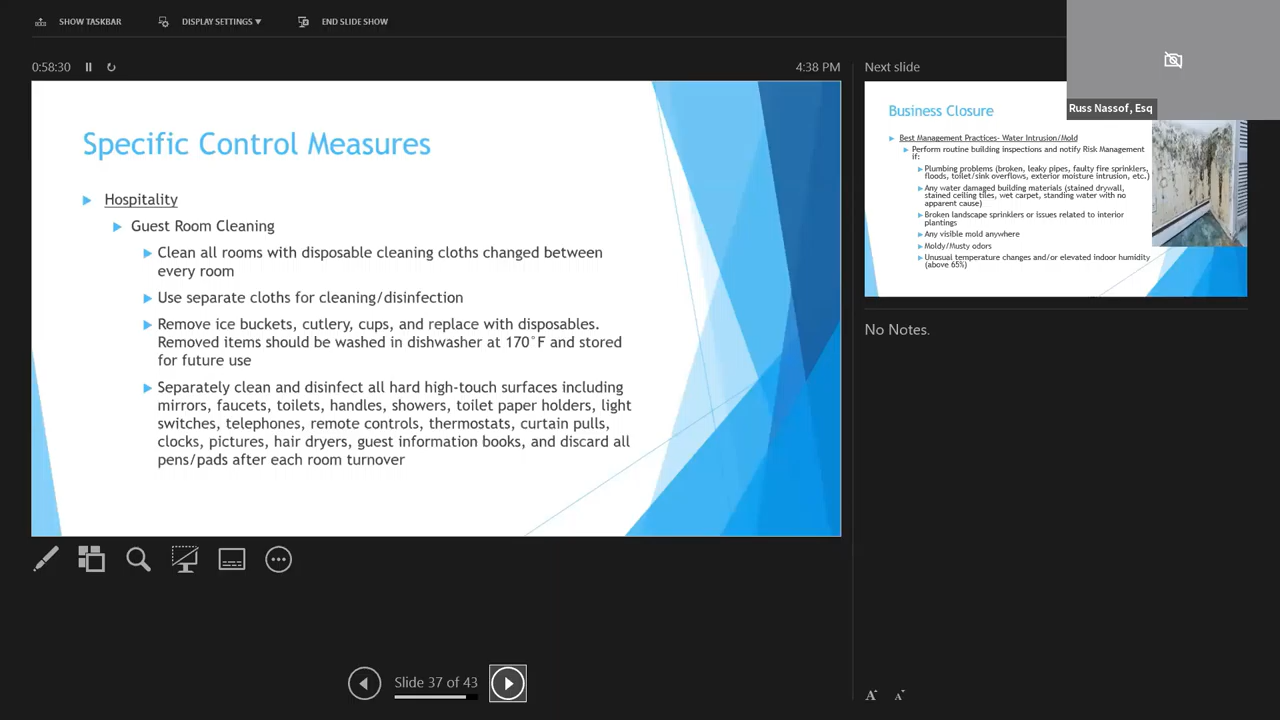 SHOW TASKBAR
DISPLAY SETTINGS
END SLIDE SHOW
0:58:30
4:38 PM
Specific Control Measures
Hospitality
Guest Room Cleaning
Clean all rooms with disposable cleaning cloths changed between
every room
Use separate cloths for cleaning/disinfection
Remove ice buckets, cutlery, cups, and replace with disposables.
Removed items should be washed in dishwasher at 170°F and stored
for future use
Separately clean and disinfect all hard high-touch surfaces including
mirrors, faucets, toilets, handles, showers, toilet paper holders, light
switches, telephones, remote controls, thermostats, curtain pulls,
clocks, pictures, hair dryers, guest information books, and discard all
pens/pads after each room turnover
Slide 37 of 43
Next slide
Russ Nassof, Esq
Business Closure
Best Management Practices- Water Intrusion/Mold
Perform routine building inspections and notify Risk Management
if:
Plumbing problems (broken, leaky pipes, faulty fire sprinklers,
floods, toilet/sink overflows, exterior moisture intrusion, etc.)
Any water damaged building materials (stained drywall,
stained ceiling tiles, wet carpet, standing water with no
apparent cause)
Broken landscape sprinklers or issues related to interior
plantings
Any visible mold anywhere
Moldy/Musty odors
Unusual temperature changes and/or elevated indoor humidity
(above 65%)
No Notes.
A A